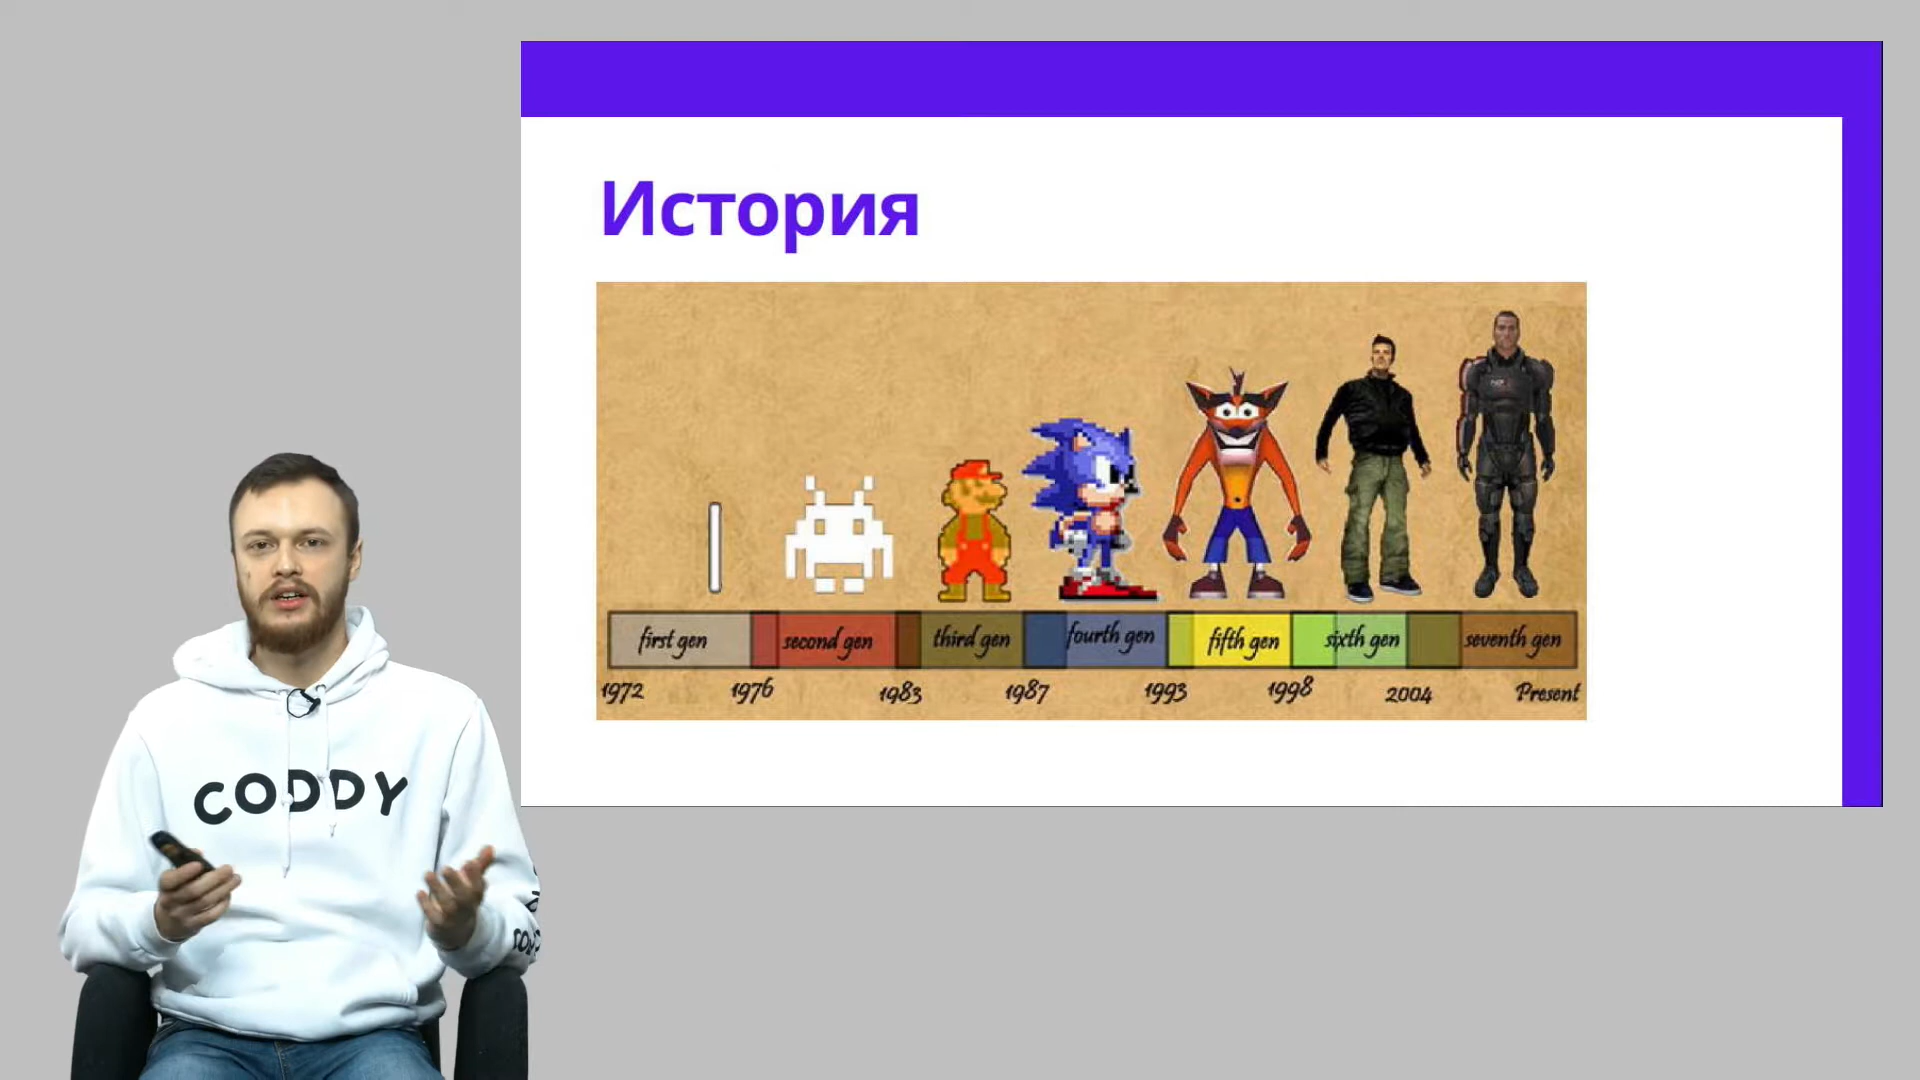 История
first gen
second gen
third gen
fourth gen
fifth gen
sixth gen
seventh gen
1972
1976
1983
1987
1993
1998
2004
Present
CODDY